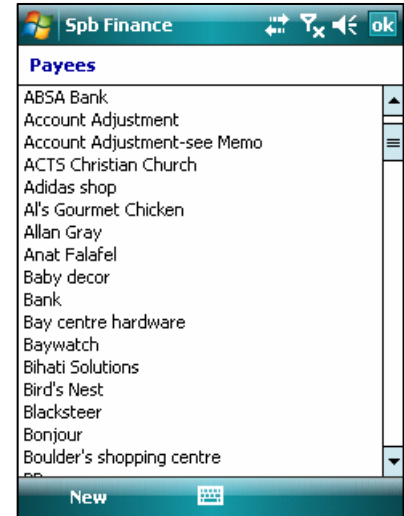 Spb Finance
ok
Payees
ABSA Bank
Account Adjustment
Account Adjustment-see Memo
ACTS Christian Church
Adidas shop
Al's Gourmet Chicken
Allan Gray
Anat Falafel
Baby decor
Bank
Bay centre hardware
Baywatch
Bihati Solutions
Bird's Nest
Blacksteer
Bonjour
Boulder's shopping centre
New